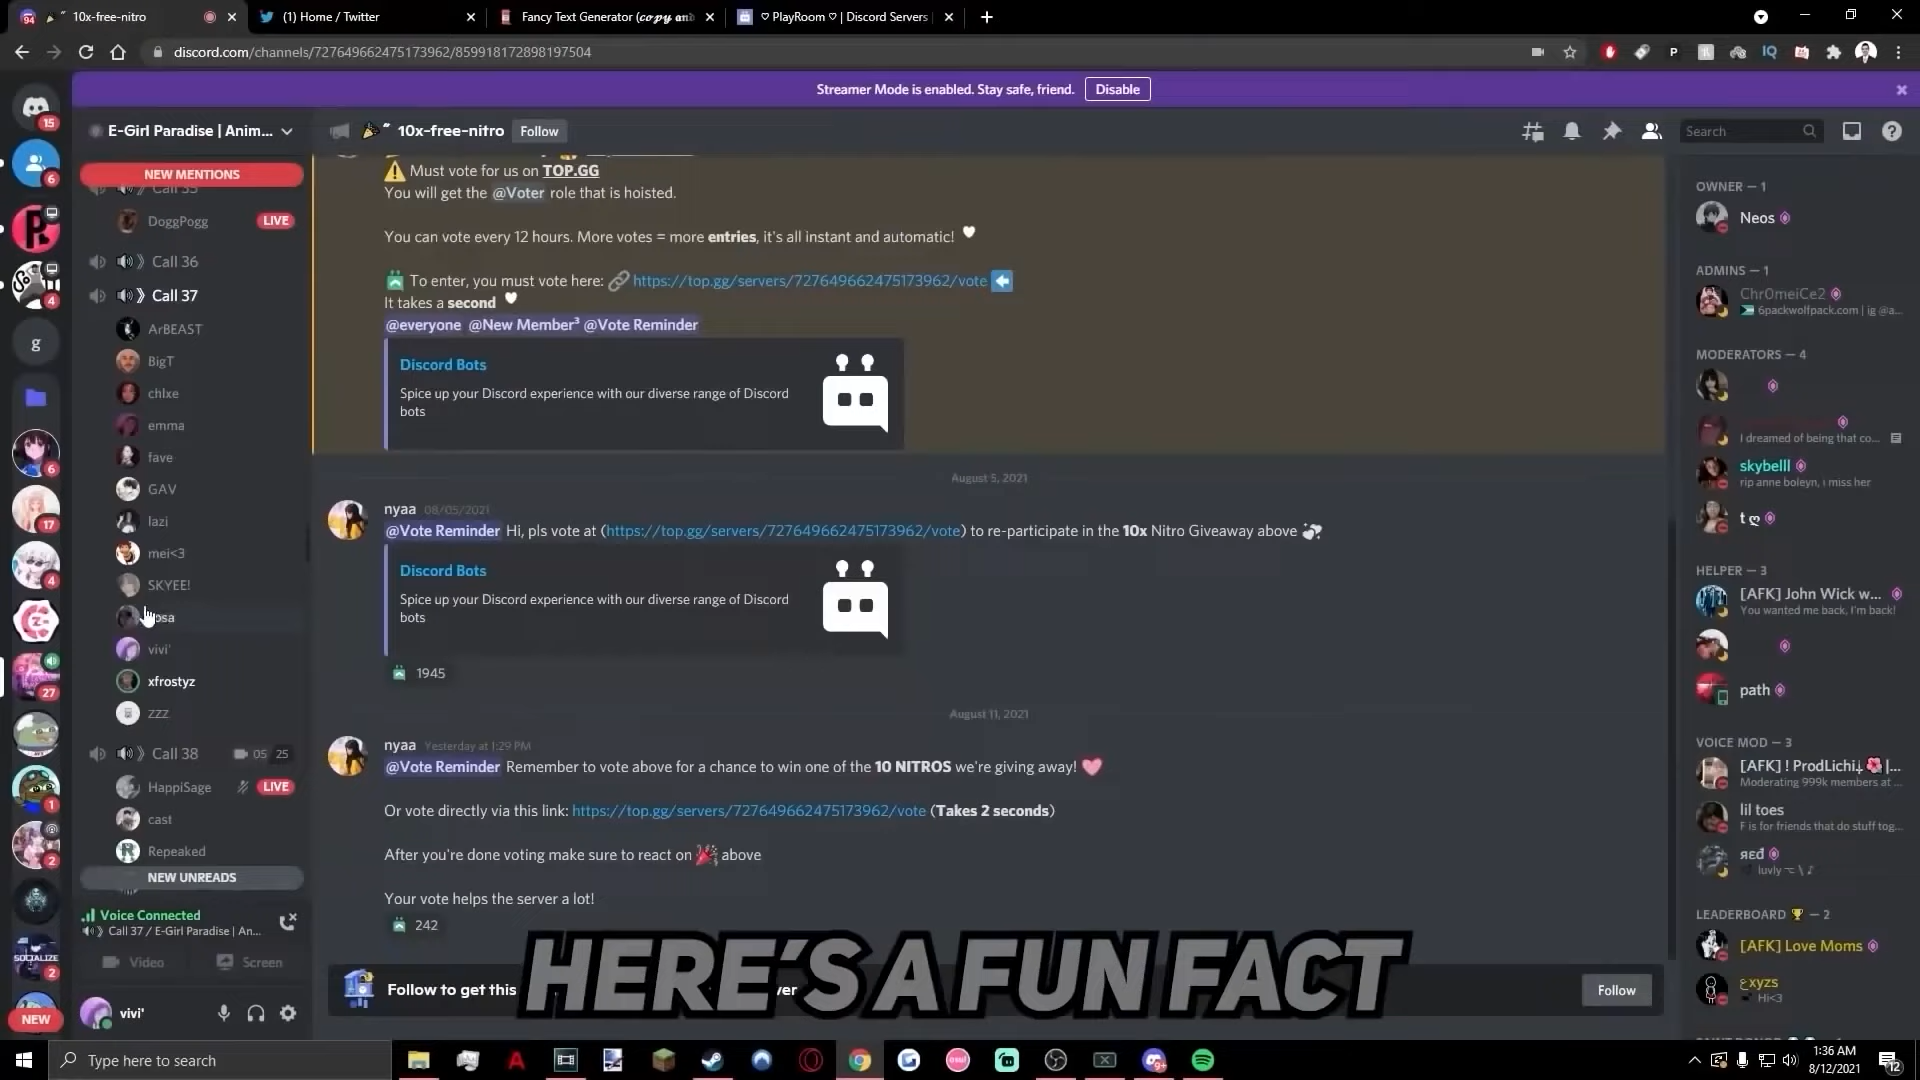 94
10x-free-nitro
(1) Home / Twitter
Fancy Text Generator (𝓬𝓸𝓹𝔂 𝓪𝓷𝓭
♡ PlayRoom ♡ | Discord Servers
discord.com/channels/727649662475173962/859918172898197504
P
IQ
Streamer Mode is enabled. Stay safe, friend.
Disable
15
6
4
g
6
17
4
27
1
2
SOCIALIZE
2
NEW
E-Girl Paradise | Anim...
NEW MENTIONS
Call 35
DoggPogg
LIVE
Call 36
Call 37
ArBEAST
BigT
chlxe
emma
fave
GAV
lazi
mei<3
SKYEE!
vivi'
xfrostyz
zzz
Call 38
05 25
HappiSage
LIVE
cast
Repeaked
NEW UNREADS
Voice Connected
Call 37 / E-Girl Paradise | An...
Video
Screen
vivi'
10x-free-nitro
Follow
Search
Must vote for us on TOP.GG
You will get the @Voter role that is hoisted.
You can vote every 12 hours. More votes = more entries, it's all instant and automatic!
To enter, you must vote here: https://top.gg/servers/727649662475173962/vote
It takes a second
@everyone @New Member³ @Vote Reminder
Discord Bots
Spice up your Discord experience with our diverse range of Discord
bots
August 5, 2021
nyaa 08/05/2021
@Vote Reminder Hi, pls vote at (https://top.gg/servers/727649662475173962/vote) to re-participate in the 10x Nitro Giveaway above
Discord Bots
Spice up your Discord experience with our diverse range of Discord
bots
1945
August 11, 2021
nyaa Yesterday at 1:29 PM
@Vote Reminder Remember to vote above for a chance to win one of the 10 NITROS we're giving away!
Or vote directly via this link: https://top.gg/servers/727649662475173962/vote (Takes 2 seconds)
After you're done voting make sure to react on above
Your vote helps the server a lot!
242
Follow to get this
Follow
HERE'S A FUN FACT
OWNER — 1
Neos
ADMINS — 1
Chr0meiCe2
6packwolfpack.com | ig @a...
MODERATORS — 4
I dreamed of being that co...
skybelll
rip anne boleyn, i miss her
t ღ
HELPER — 3
[AFK] John Wick w...
You wanted me back, I'm back!
path
VOICE MOD — 3
[AFK] ! ProdLichi↓ 🌺|...
Moderating 999k members at ...
lil toes
F is for friends that do stuff tog...
яɛđ
LEADERBOARD 🏆 — 2
[AFK] Love Moms
xyzs
Hi<3
Type here to search
osu!
1:36 AM
8/12/2021
12